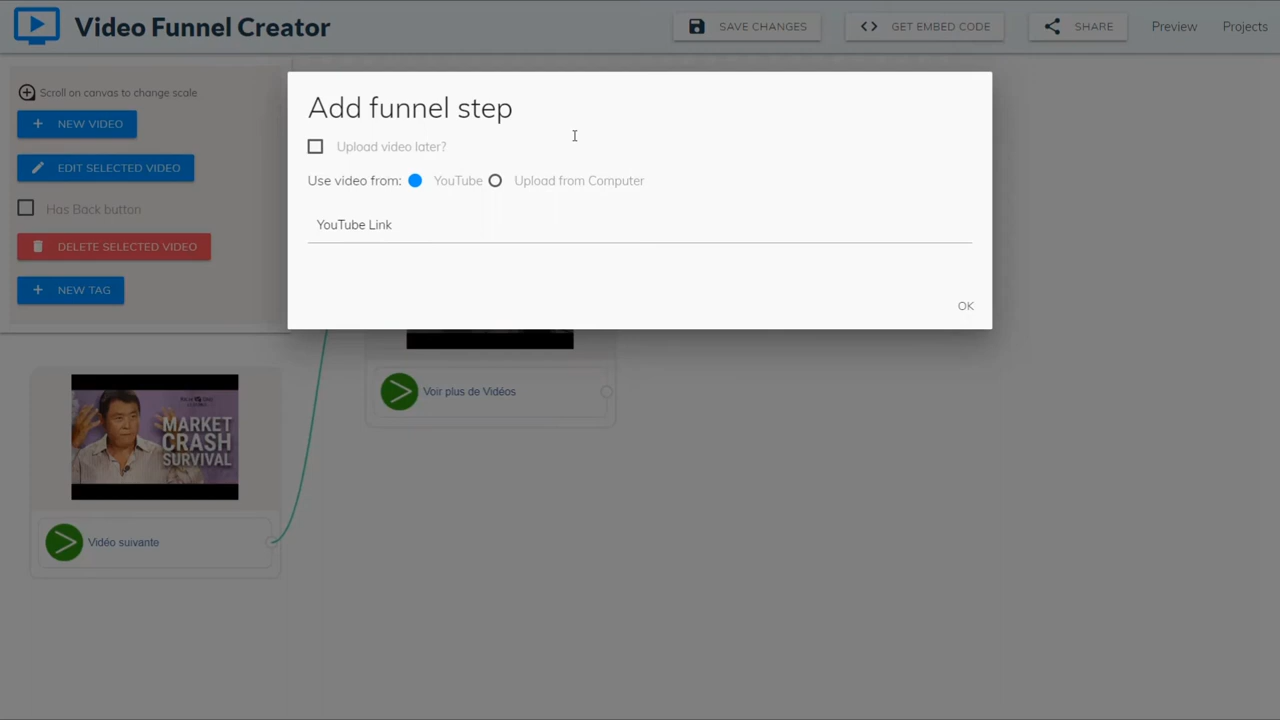 Video Funnel Creator
SAVE CHANGES
GET EMBED CODE
SHARE
Preview
Projects
Scroll on canvas to change scale
NEW VIDEO
EDIT SELECTED VIDEO
Has Back button
DELETE SELECTED VIDEO
NEW TAG
Add funnel step
Upload video later?
Use video from: YouTube Upload from Computer
YouTube Link
OK
MARKET
CRASH
SURVIVAL
Vidéo suivante
Voir plus de Vidéos